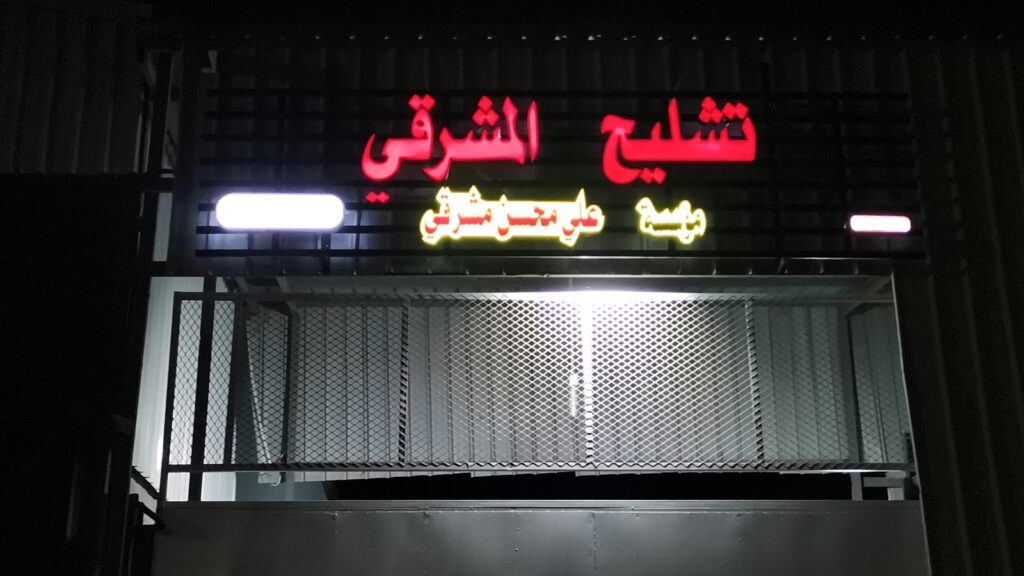 تشليح المشرقي
مؤسسة علي محسن مشرقي